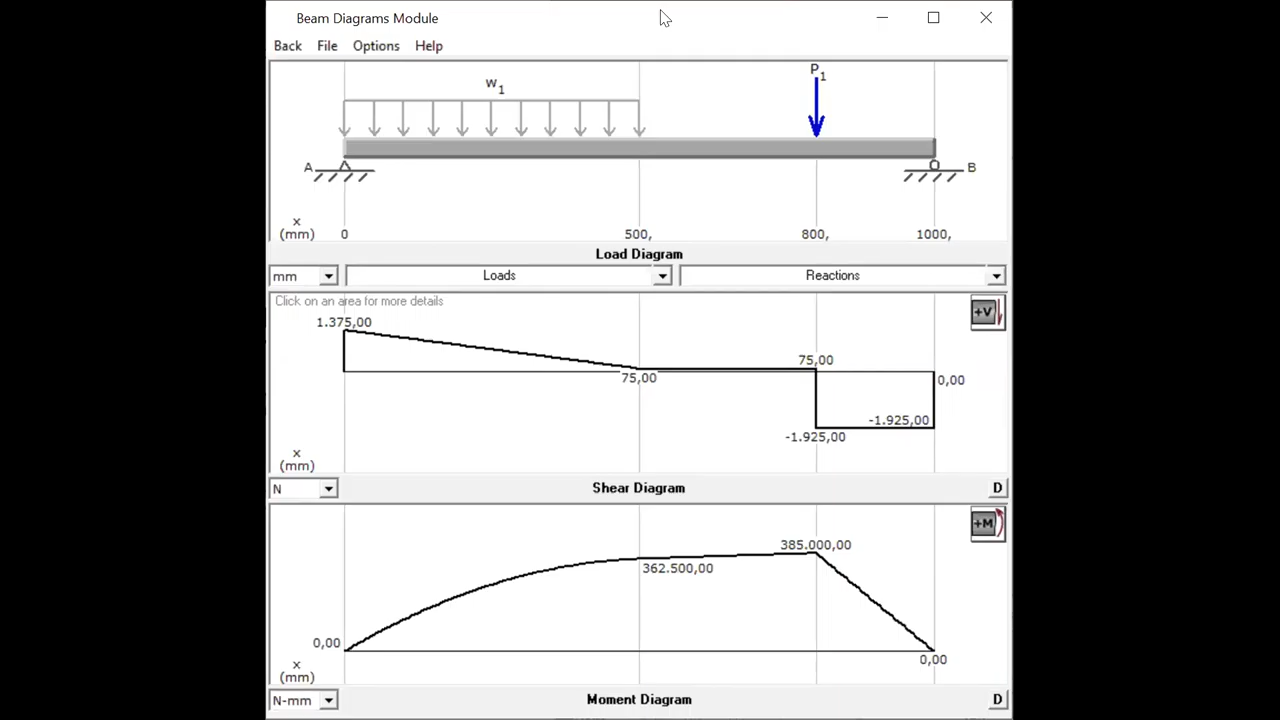 Beam Diagrams Module
Back File Options Help
w1
P1
A
B
x
(mm) 0 500, 800, 1000,
Load Diagram
mm Loads Reactions
Click on an area for more details
+V
1.375,00
75,00
75,00
0,00
-1.925,00
-1.925,00
x
(mm)
N Shear Diagram D
+M
385.000,00
362.500,00
0,00
0,00
x
(mm)
N-mm Moment Diagram D